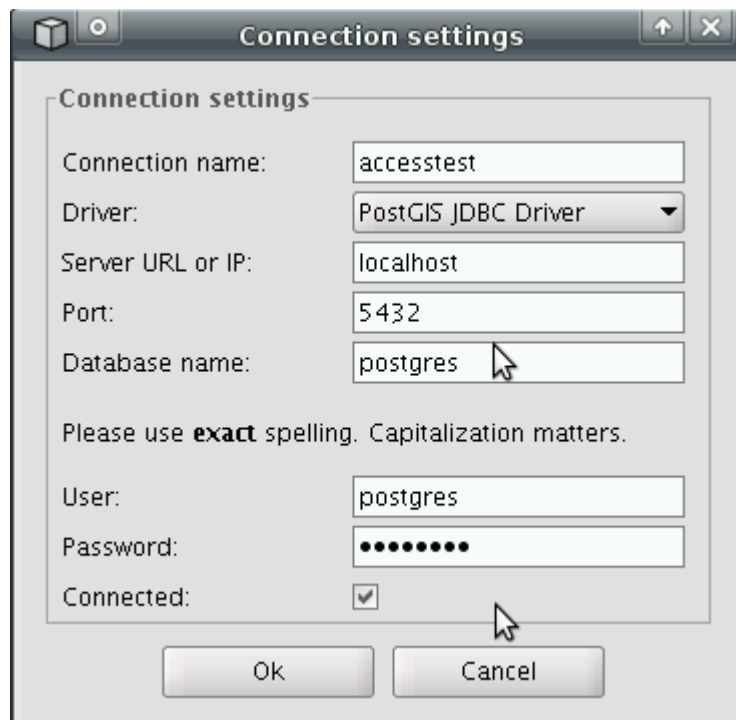 Connection settings
Connection settings
Connection name: accesstest
Driver: PostGIS JDBC Driver
Server URL or IP: localhost
Port: 5432
Database name: postgres
Please use exact spelling. Capitalization matters.
User: postgres
Password: ••••••••
Connected:
Ok Cancel